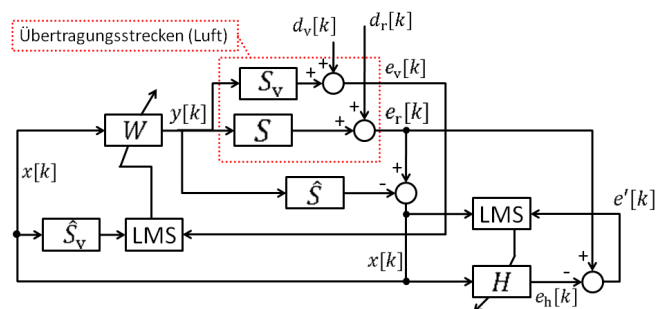 d_v[k] d_r[k]
Übertragungsstrecken (Luft)
+ e_v[k]
S_v +
y[k] + e_r[k]
W S +
+
x[k] Ŝ -
LMS e'[k]
Ŝ_v LMS
x[k] +
H - e_h[k]